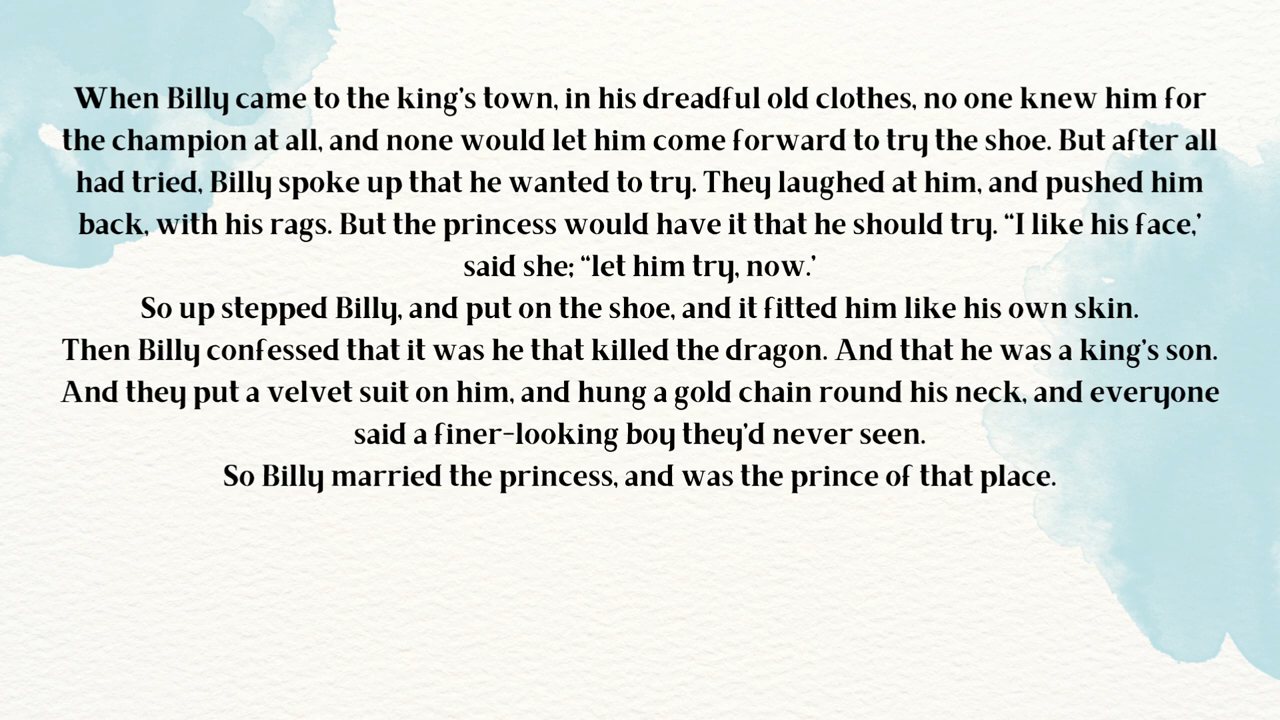 When Billy came to the king's town, in his dreadful old clothes, no one knew him for
the champion at all, and none would let him come forward to try the shoe. But after all
had tried, Billy spoke up that he wanted to try. They laughed at him, and pushed him
back, with his rags. But the princess would have it that he should try. “I like his face,’
said she; “let him try, now.’
So up stepped Billy, and put on the shoe, and it fitted him like his own skin.
Then Billy confessed that it was he that killed the dragon. And that he was a king’s son.
And they put a velvet suit on him, and hung a gold chain round his neck, and everyone
said a finer-looking boy they’d never seen.
So Billy married the princess, and was the prince of that place.